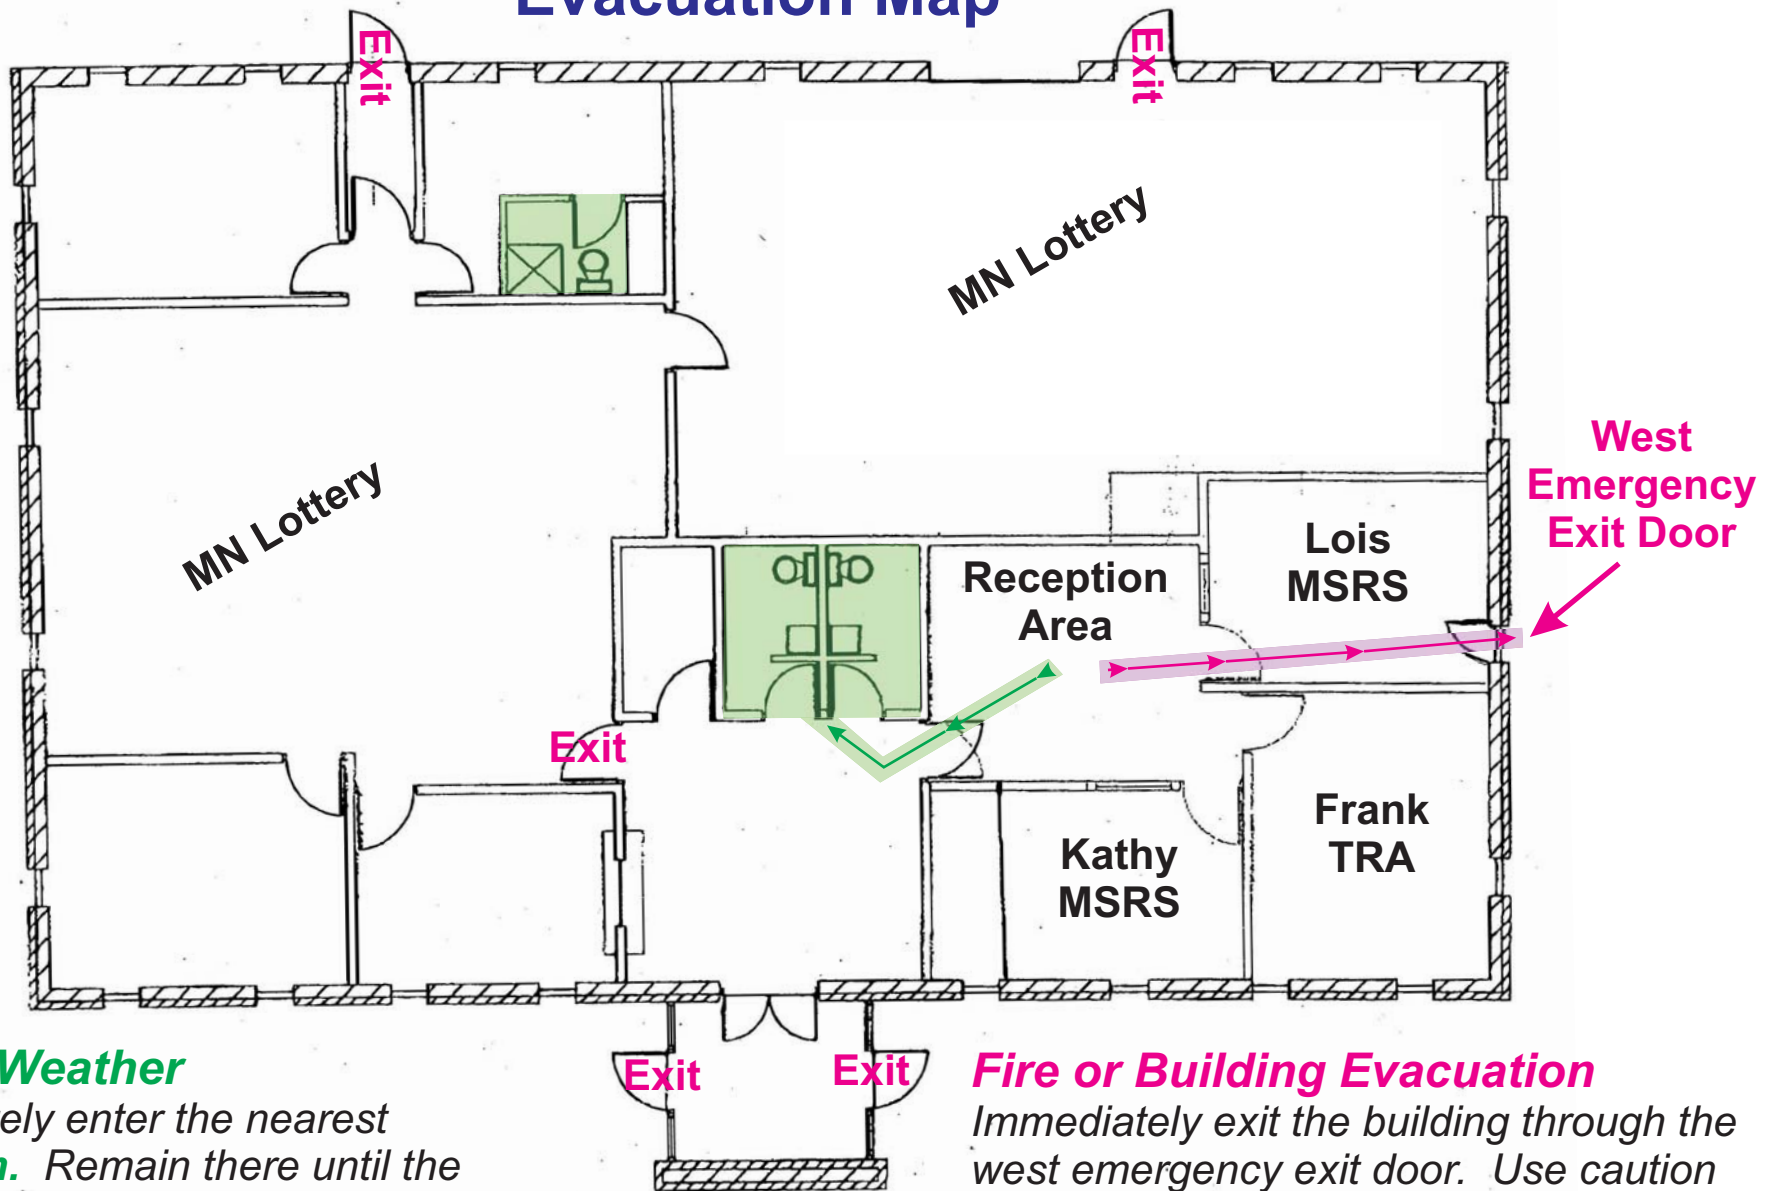 Evacuation Map
Exit
Exit
MN Lottery
MN Lottery
West
Emergency
Exit Door
Lois
MSRS
Reception
Area
Exit
Frank
TRA
Kathy
MSRS
Exit
Exit
Weather
ely enter the nearest
Remain there until the
Fire or Building Evacuation
Immediately exit the building through the
west emergency exit door. Use caution